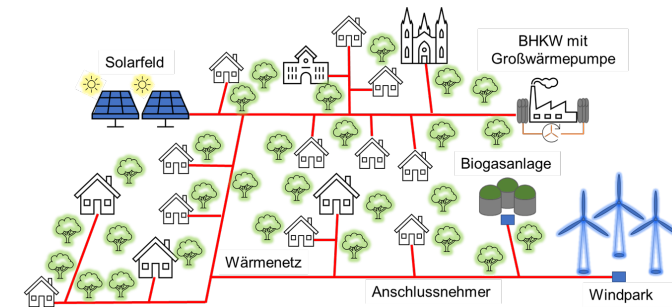 Solarfeld
BHKW mit
Großwärmepumpe
Biogasanlage
Wärmenetz
Anschlussnehmer
Windpark